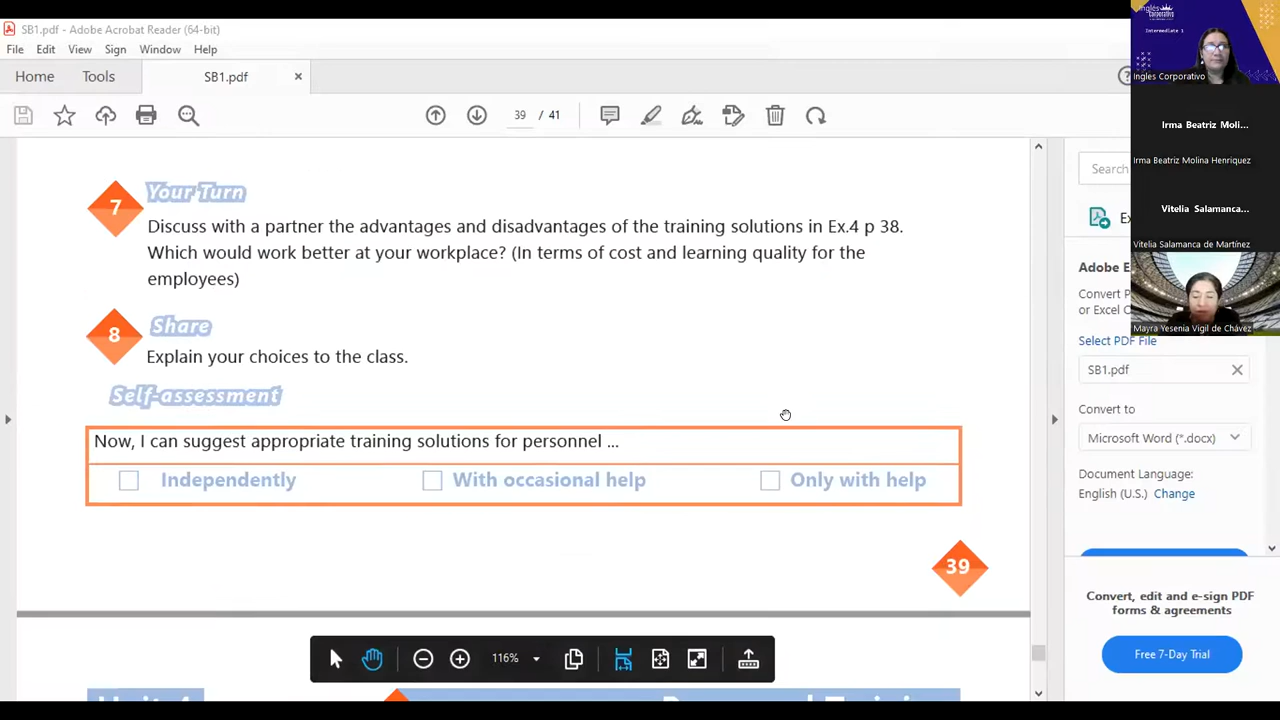 SB1.pdf - Adobe Acrobat Reader (64-bit)
File Edit View Sign Window Help
Home Tools SB1.pdf ×
39 / 41
7 Your Turn
Discuss with a partner the advantages and disadvantages of the training solutions in Ex.4 p 38.
Which would work better at your workplace? (In terms of cost and learning quality for the
employees)
8 Share
Explain your choices to the class.
Self-assessment
Now, I can suggest appropriate training solutions for personnel ...
Independently With occasional help Only with help
39
116%
Search
Adobe E
Convert P
or Excel O
Select PDF File
SB1.pdf
Convert to
Microsoft Word (*.docx)
Document Language:
English (U.S.) Change
Convert, edit and e-sign PDF
forms & agreements
Free 7-Day Trial
Intermediate 1
Ingles Corporativo
Irma Beatriz Moli...
Irma Beatriz Molina Henriquez
Vitelia Salamanca...
Vitelia Salamanca de Martínez
Mayra Yesenia Vigil de Chávez